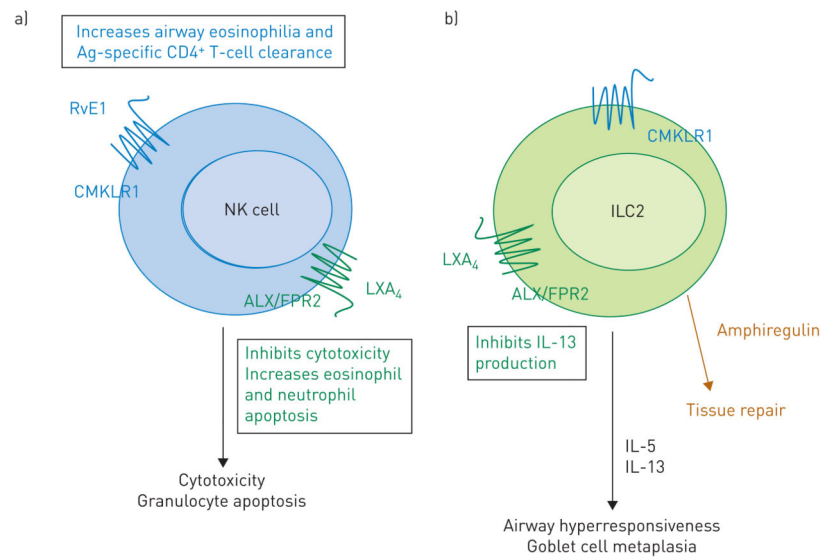 a)
Increases airway eosinophilia and
Ag-specific CD4⁺ T-cell clearance
RvE1
CMKLR1
NK cell
ALX/FPR2
LXA₄
Inhibits cytotoxicity
Increases eosinophil
and neutrophil
apoptosis
Cytotoxicity
Granulocyte apoptosis
b)
CMKLR1
ILC2
LXA₄
ALX/FPR2
Inhibits IL-13
production
Amphiregulin
Tissue repair
IL-5
IL-13
Airway hyperresponsiveness
Goblet cell metaplasia